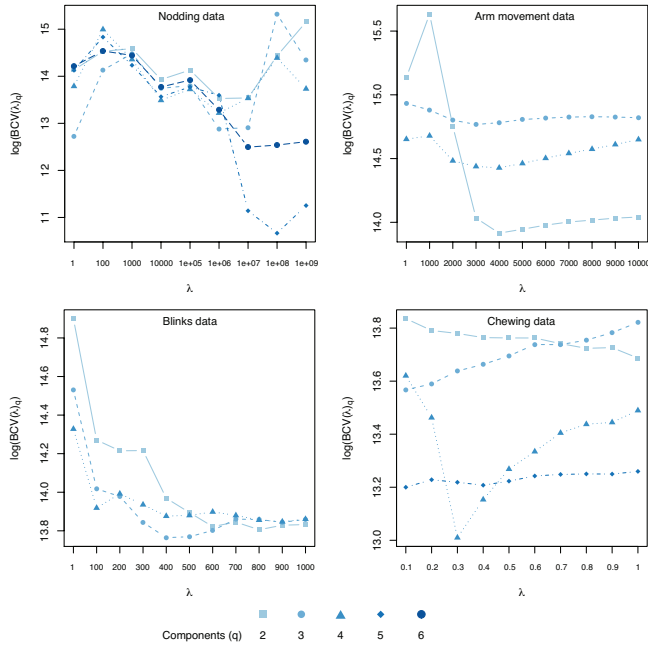 Nodding data
log(BCV(λ)q)
15
14
13
12
11
1 100 1000 10000 1e+05 1e+06 1e+07 1e+08 1e+09
λ
Arm movement data
log(BCV(λ)q)
15.5
15.0
14.5
14.0
1 1000 2000 3000 4000 5000 6000 7000 8000 10000
λ
Blinks data
log(BCV(λ)q)
14.8
14.6
14.4
14.2
14.0
13.8
1 100 200 300 400 500 600 700 800 900 1000
λ
Chewing data
log(BCV(λ)q)
13.8
13.6
13.4
13.2
13.0
0.1 0.2 0.3 0.4 0.5 0.6 0.7 0.8 0.9 1
λ
Components (q) 2 3 4 5 6